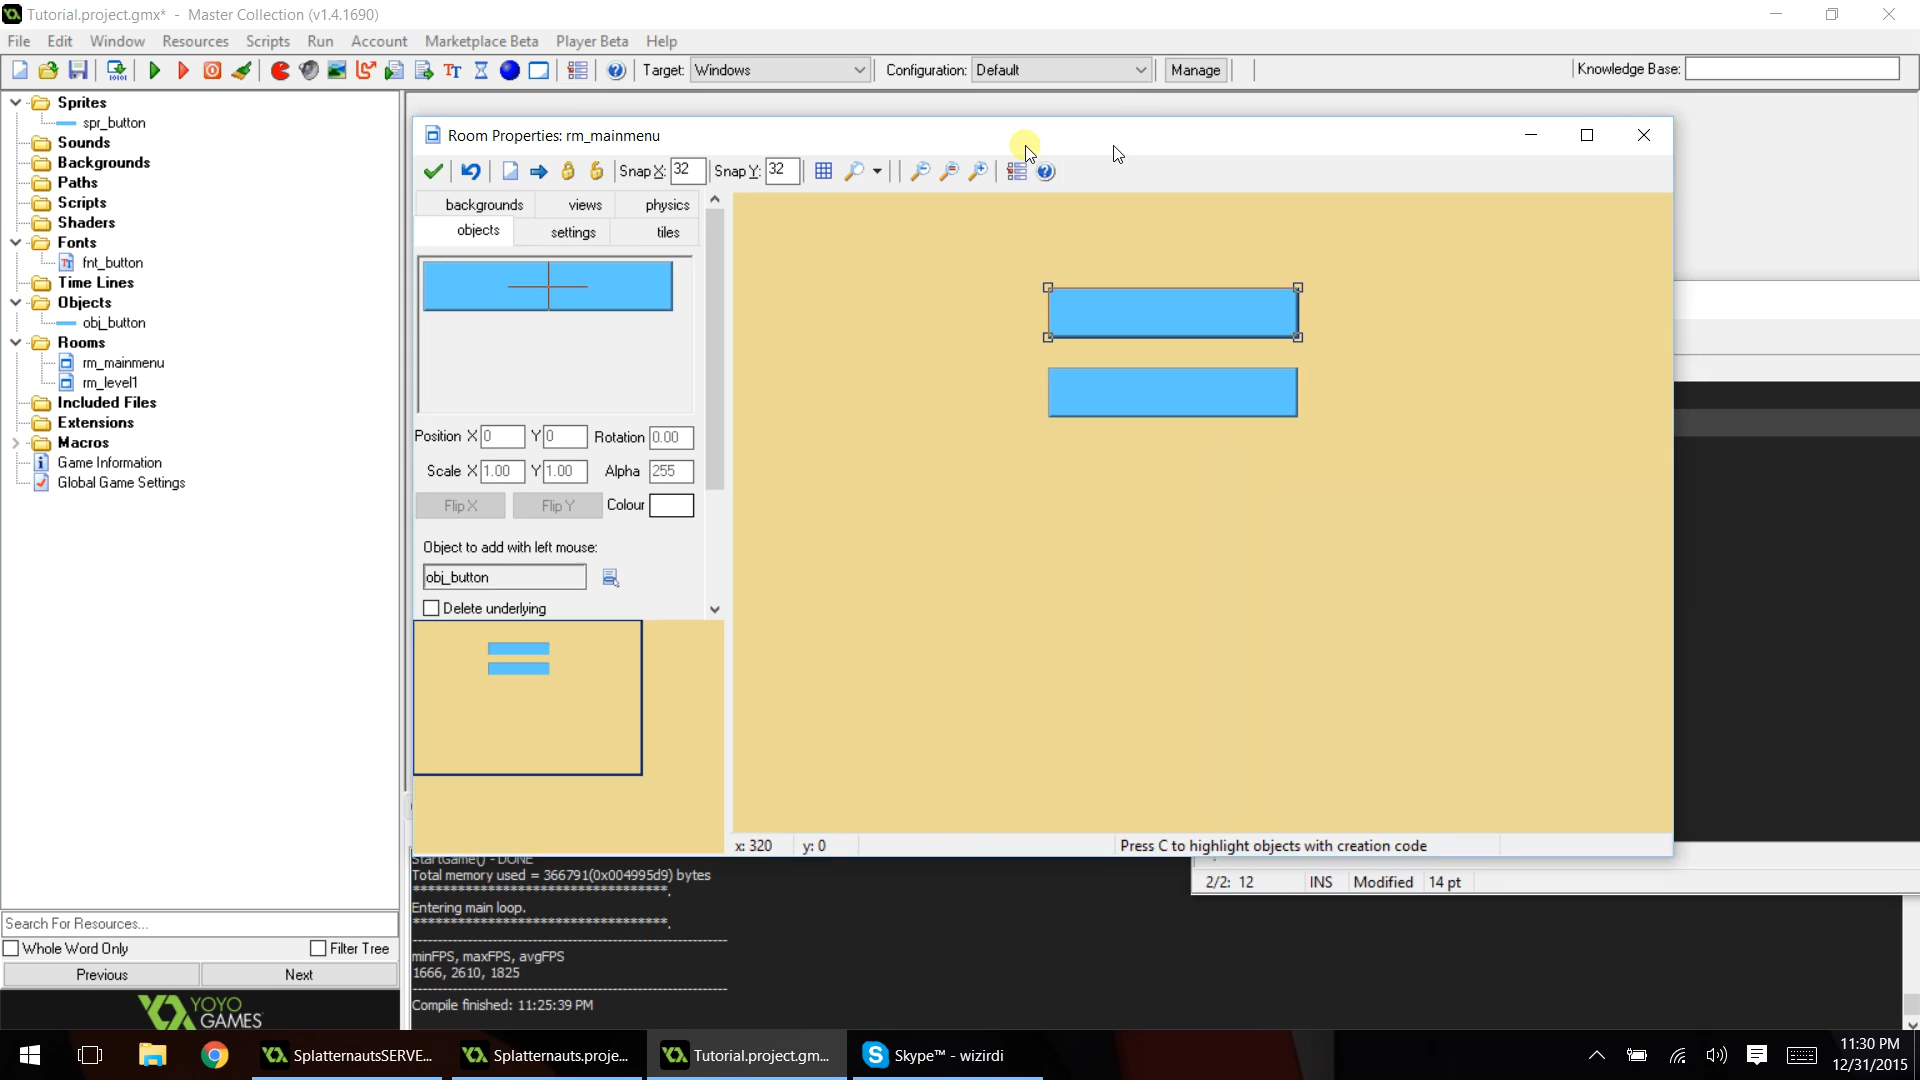 Tutorial.project.gmx* - Master Collection (v1.4.1690)
File Edit Window Resources Scripts Run Account Marketplace Beta Player Beta Help
Target: Windows Configuration: Default Manage Knowledge Base:
Sprites
spr_button
Sounds
Backgrounds
Paths
Scripts
Shaders
Fonts
fnt_button
Time Lines
Objects
obj_button
Rooms
rm_mainmenu
rm_level1
Included Files
Extensions
Macros
Game Information
Global Game Settings
Search For Resources...
Whole Word Only Filter Tree
Previous Next
YOYO
GAMES
Room Properties: rm_mainmenu
Snap X: 32 Snap Y: 32
backgrounds views physics
objects settings tiles
Position X 0 Y 0 Rotation 0.00
Scale X 1.00 Y 1.00 Alpha 255
Flip X Flip Y Colour
Object to add with left mouse:
obj_button
Delete underlying
x: 320 y: 0 Press C to highlight objects with creation code
2/2: 12 INS Modified 14 pt
StartGame() - DONE
Total memory used = 366791(0x004995d9) bytes
***********************************.
Entering main loop.
***********************************.
minFPS, maxFPS, avgFPS
1666, 2610, 1825
Compile finished: 11:25:39 PM
SplatternautsSERVE... Splatternauts.proje... Tutorial.project.gm... Skype™ - wizirdi
11:30 PM
12/31/2015